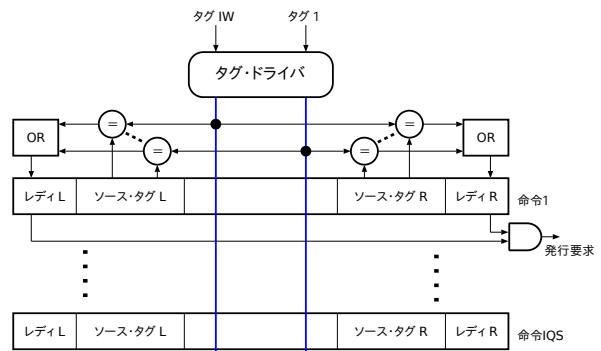 タグ IW
タグ 1
タグ・ドライバ
=
=
=
=
OR
OR
レディ L
ソース・タグ L
ソース・タグ R
レディ R
命令1
発行要求
レディ L
ソース・タグ L
ソース・タグ R
レディ R
命令IQS